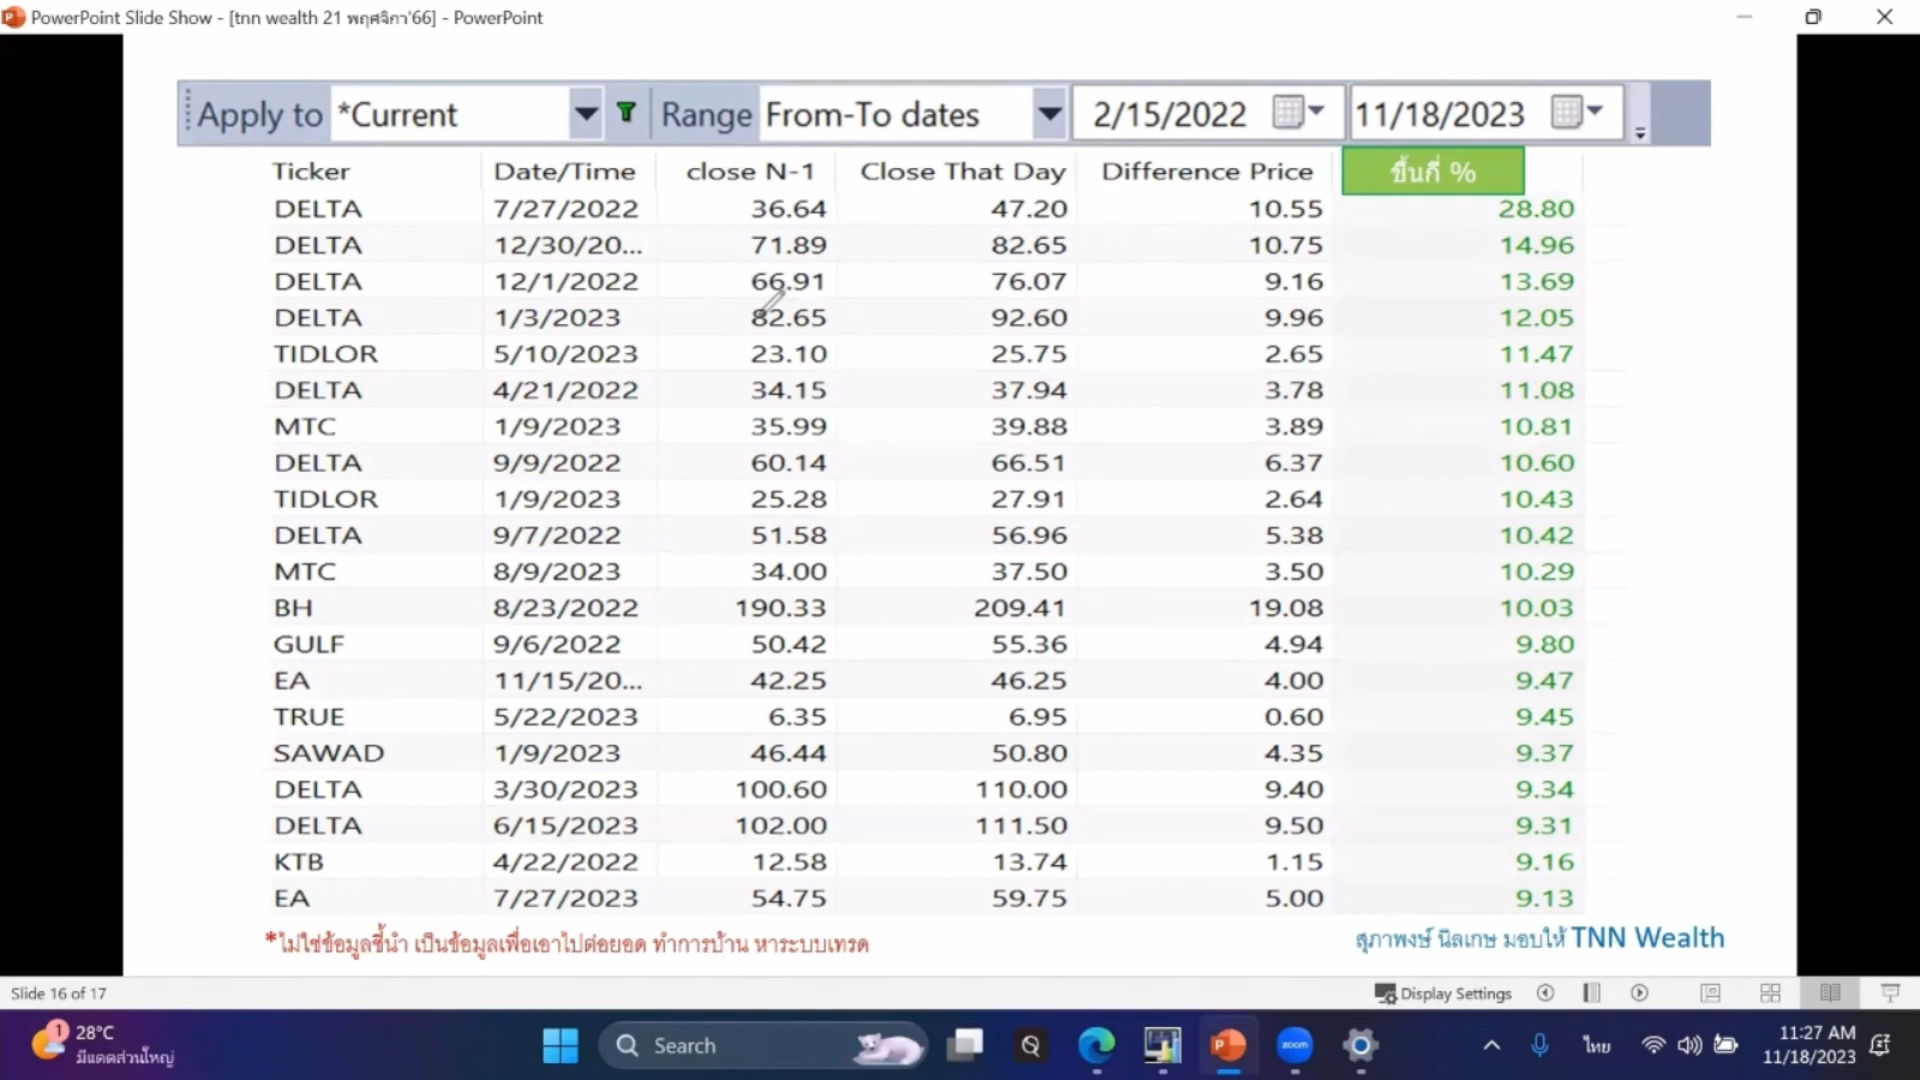 PowerPoint Slide Show - [tnn wealth 21 พฤศจิกา'66] - PowerPoint
Apply to *Current Range From-To dates 2/15/2022 11/18/2023
Ticker Date/Time close N-1 Close That Day Difference Price ขึ้นกี่ %
DELTA 7/27/2022 36.64 47.20 10.55 28.80
DELTA 12/30/20... 71.89 82.65 10.75 14.96
DELTA 12/1/2022 66.91 76.07 9.16 13.69
DELTA 1/3/2023 82.65 92.60 9.96 12.05
TIDLOR 5/10/2023 23.10 25.75 2.65 11.47
DELTA 4/21/2022 34.15 37.94 3.78 11.08
MTC 1/9/2023 35.99 39.88 3.89 10.81
DELTA 9/9/2022 60.14 66.51 6.37 10.60
TIDLOR 1/9/2023 25.28 27.91 2.64 10.43
DELTA 9/7/2022 51.58 56.96 5.38 10.42
MTC 8/9/2023 34.00 37.50 3.50 10.29
BH 8/23/2022 190.33 209.41 19.08 10.03
GULF 9/6/2022 50.42 55.36 4.94 9.80
EA 11/15/20... 42.25 46.25 4.00 9.47
TRUE 5/22/2023 6.35 6.95 0.60 9.45
SAWAD 1/9/2023 46.44 50.80 4.35 9.37
DELTA 3/30/2023 100.60 110.00 9.40 9.34
DELTA 6/15/2023 102.00 111.50 9.50 9.31
KTB 4/22/2022 12.58 13.74 1.15 9.16
EA 7/27/2023 54.75 59.75 5.00 9.13
*ไม่ใช่ข้อมูลชี้นำ เป็นข้อมูลเพื่อเอาไปต่อยอด ทำการบ้าน หาระบบเทรด
สุภาพงษ์ นิลเกษ มอบให้ TNN Wealth
Slide 16 of 17 Display Settings
1 28°C
มีแดดส่วนใหญ่
Search
zoom
ไทย
11:27 AM
11/18/2023